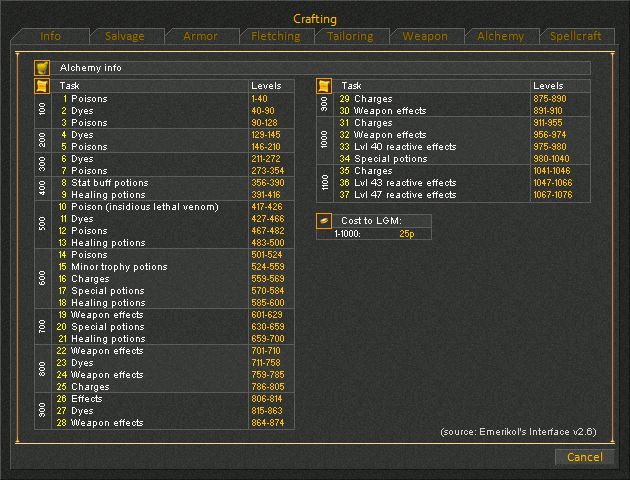 Crafting
Info Salvage Armor Fletching Tailoring Weapon Alchemy Spellcraft
Alchemy info
Task Levels
100
1 Poisons 1-40
2 Dyes 40-90
3 Poisons 90-128
200
4 Dyes 129-145
5 Poisons 146-210
300
6 Dyes 211-272
7 Poisons 273-354
400
8 Stat buff potions 356-390
9 Healing potions 391-416
500
10 Poison (insidious lethal venom) 417-426
11 Dyes 427-466
12 Poisons 467-482
13 Healing potions 483-500
600
14 Poisons 501-524
15 Minor trophy potions 524-559
16 Charges 559-569
17 Special potions 570-584
18 Healing potions 585-600
700
19 Weapon effects 601-629
20 Special potions 630-659
21 Healing potions 659-700
800
22 Weapon effects 701-710
23 Dyes 711-758
24 Weapon effects 759-785
25 Charges 786-805
900
26 Effects 806-814
27 Dyes 815-863
28 Weapon effects 864-874
Task Levels
900
29 Charges 875-890
30 Weapon effects 891-910
1000
31 Charges 911-955
32 Weapon effects 956-974
33 Lvl 40 reactive effects 975-980
34 Special potions 980-1040
1100
35 Charges 1041-1046
36 Lvl 43 reactive effects 1047-1066
37 Lvl 47 reactive effects 1067-1076
Cost to LGM:
1-1000: 25p
(source: Emerikol's Interface v2.6)
Cancel